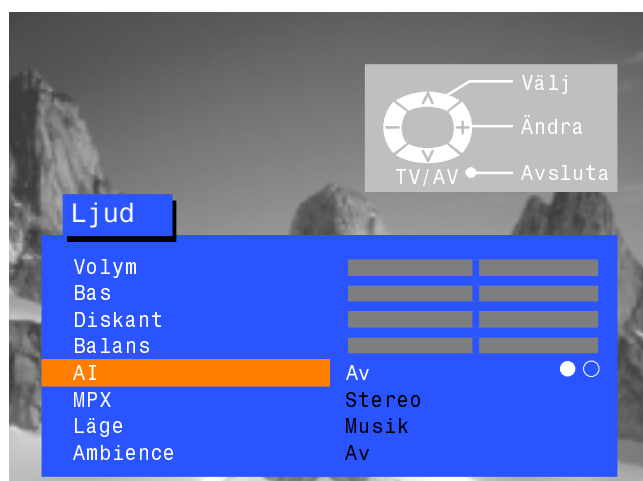 Välj
Ändra
TV/AV Avsluta
Ljud
Volym
Bas
Diskant
Balans
AI Av
MPX Stereo
Läge Musik
Ambience Av